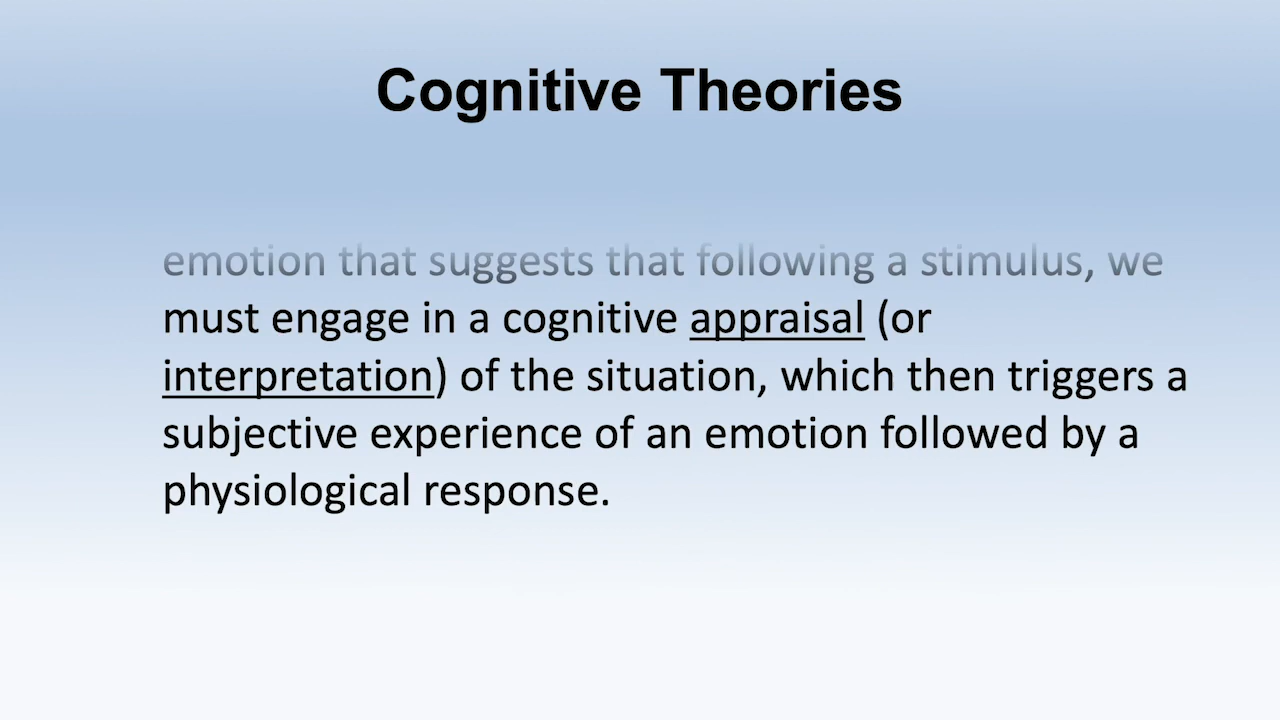 Cognitive Theories
emotion that suggests that following a stimulus, we
must engage in a cognitive appraisal (or
interpretation) of the situation, which then triggers a
subjective experience of an emotion followed by a
physiological response.